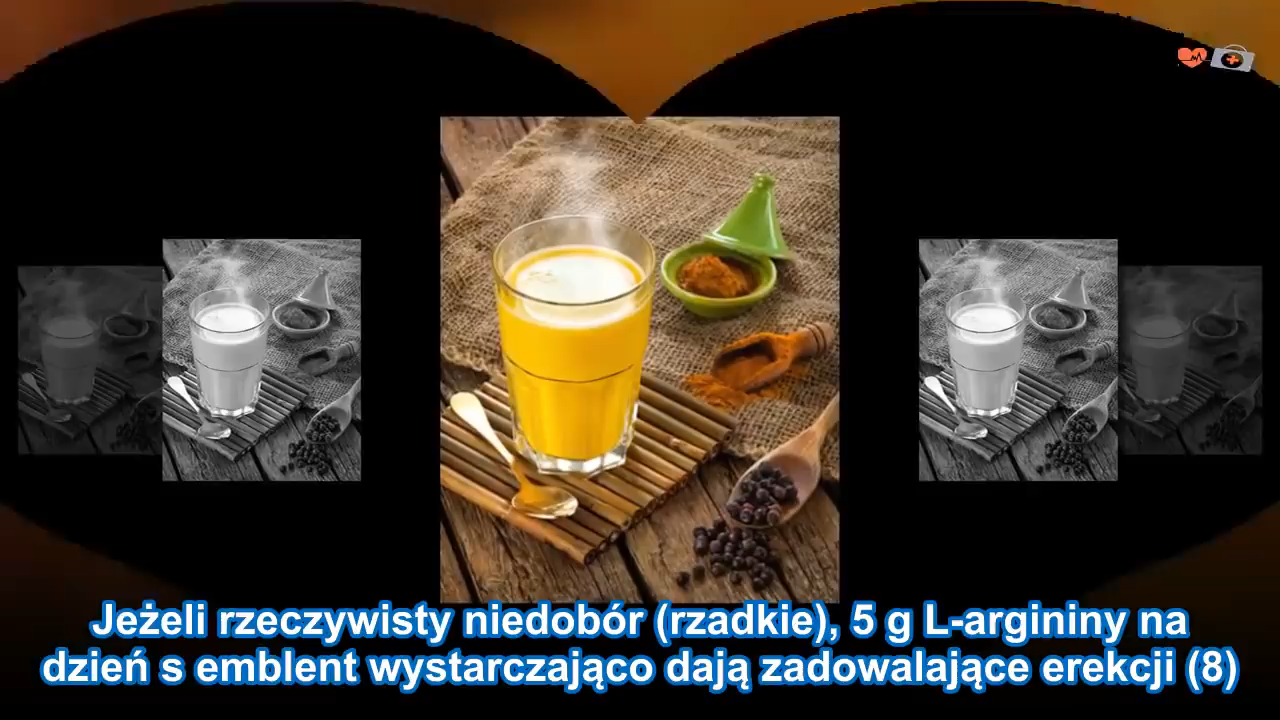 Jeżeli rzeczywisty niedobór (rzadkie), 5 g L-argininy na
dzień s emblent wystarczająco dają zadowalające erekcji (8)